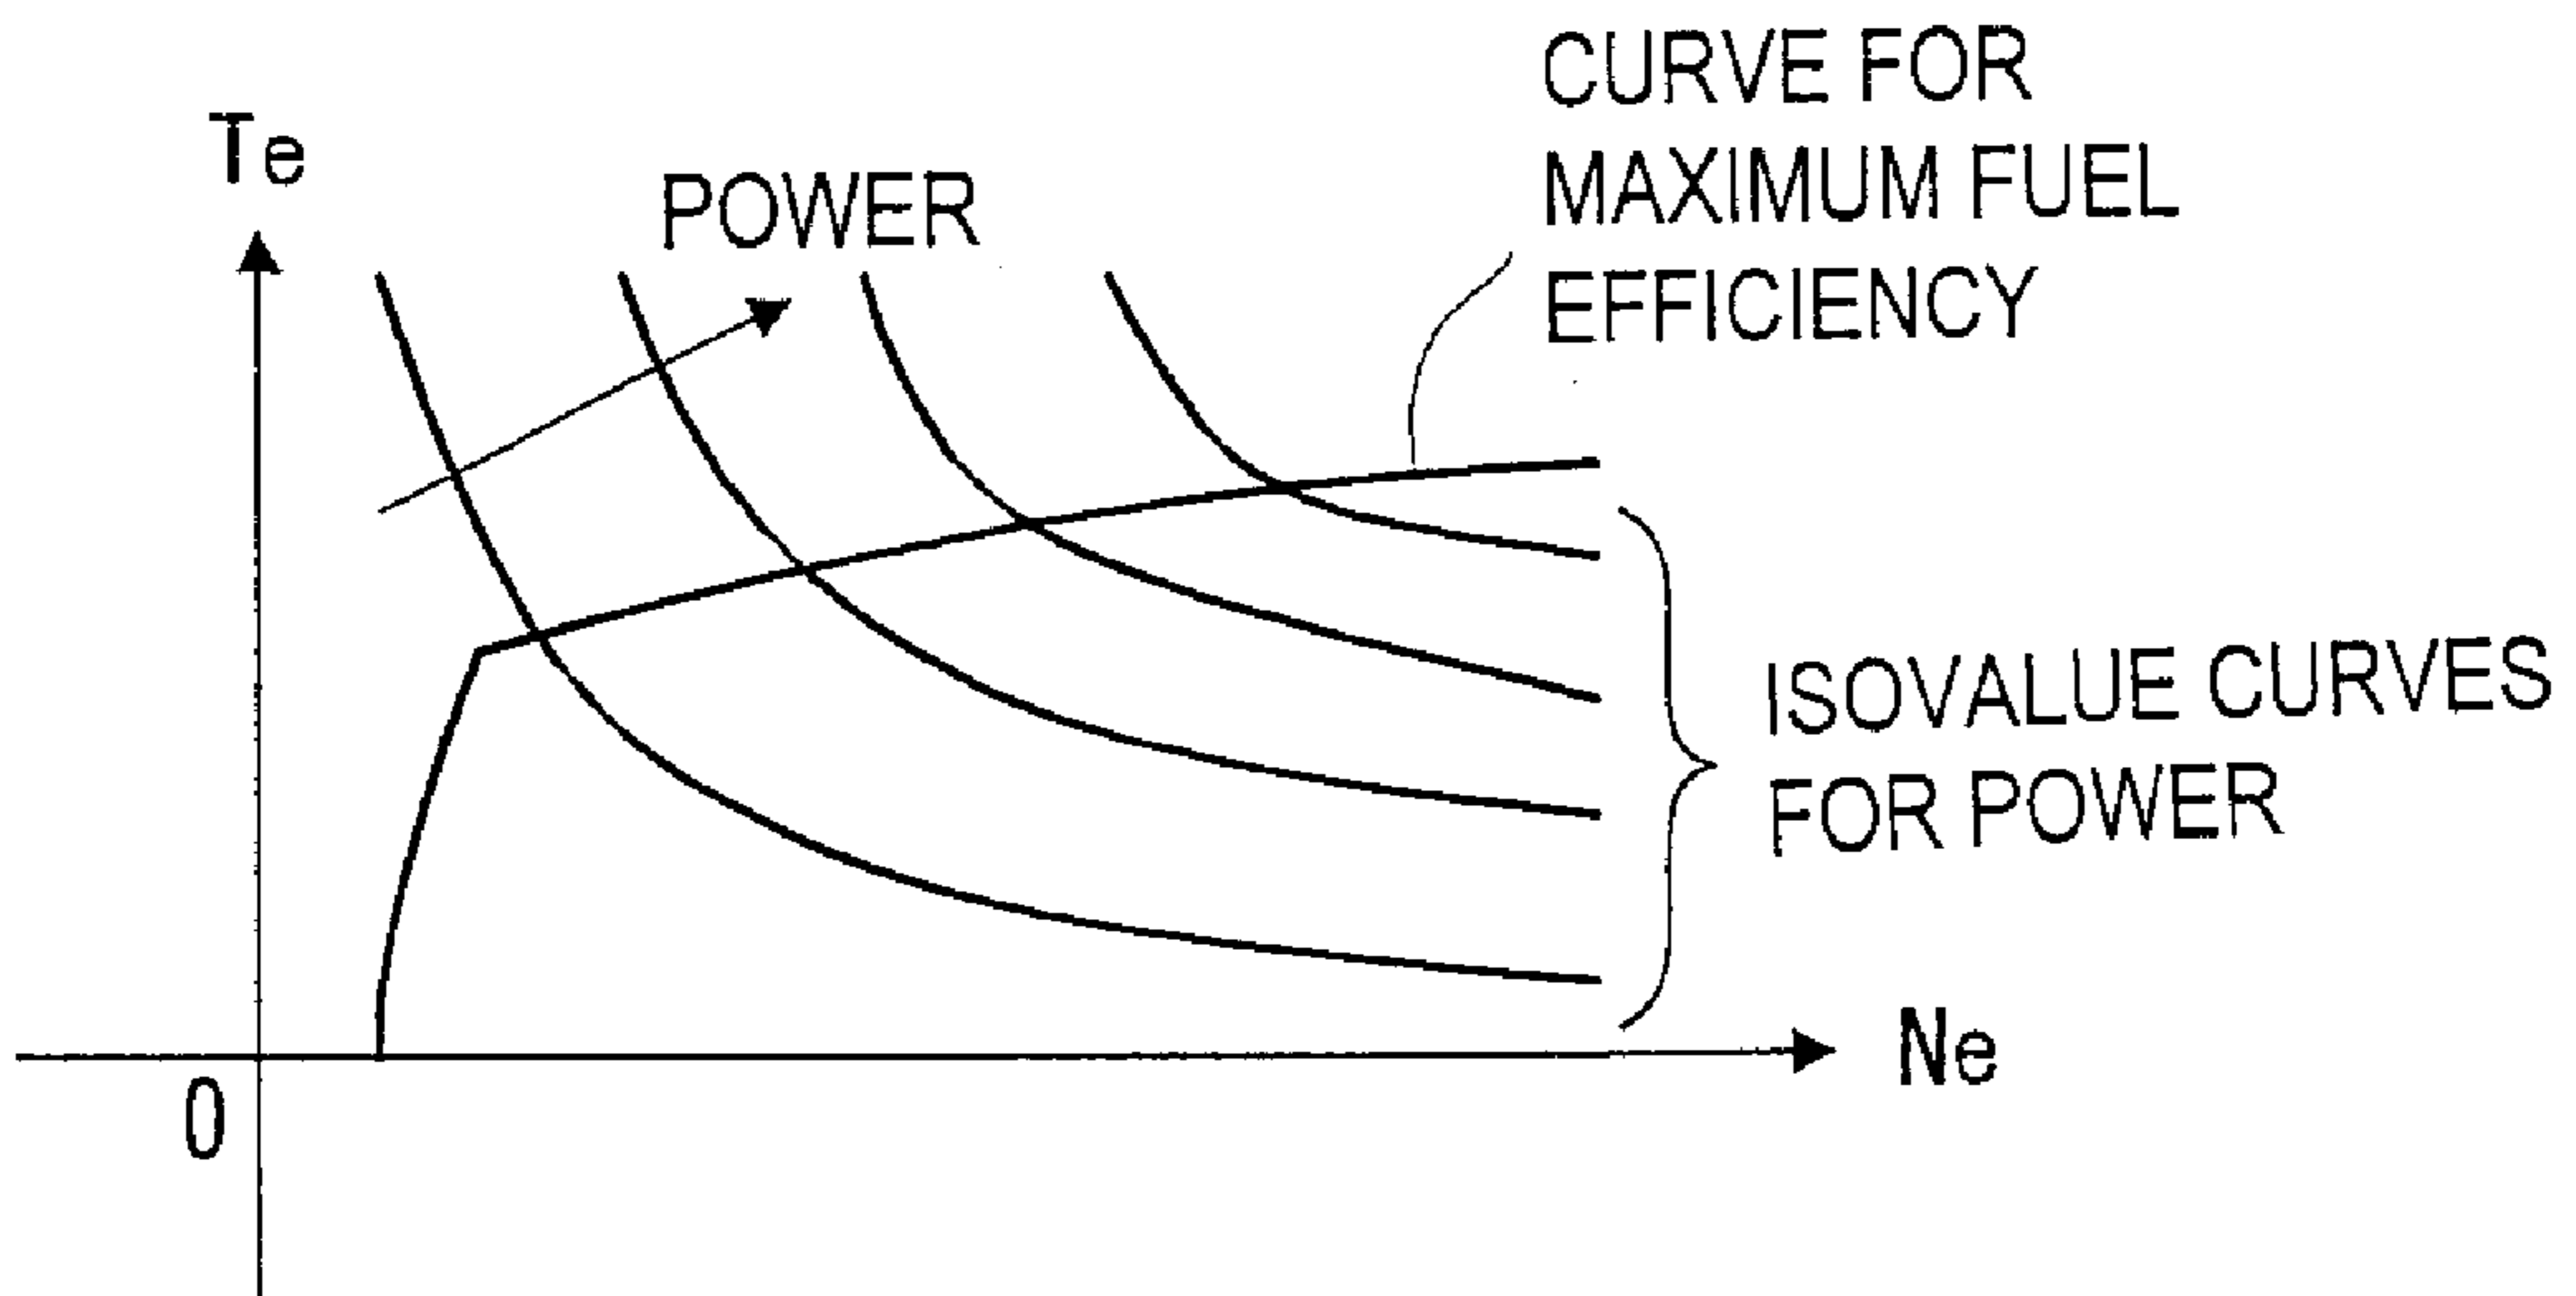 CURVE FOR
MAXIMUM FUEL
EFFICIENCY
Te
POWER
ISOVALUE CURVES
FOR POWER
Ne
0